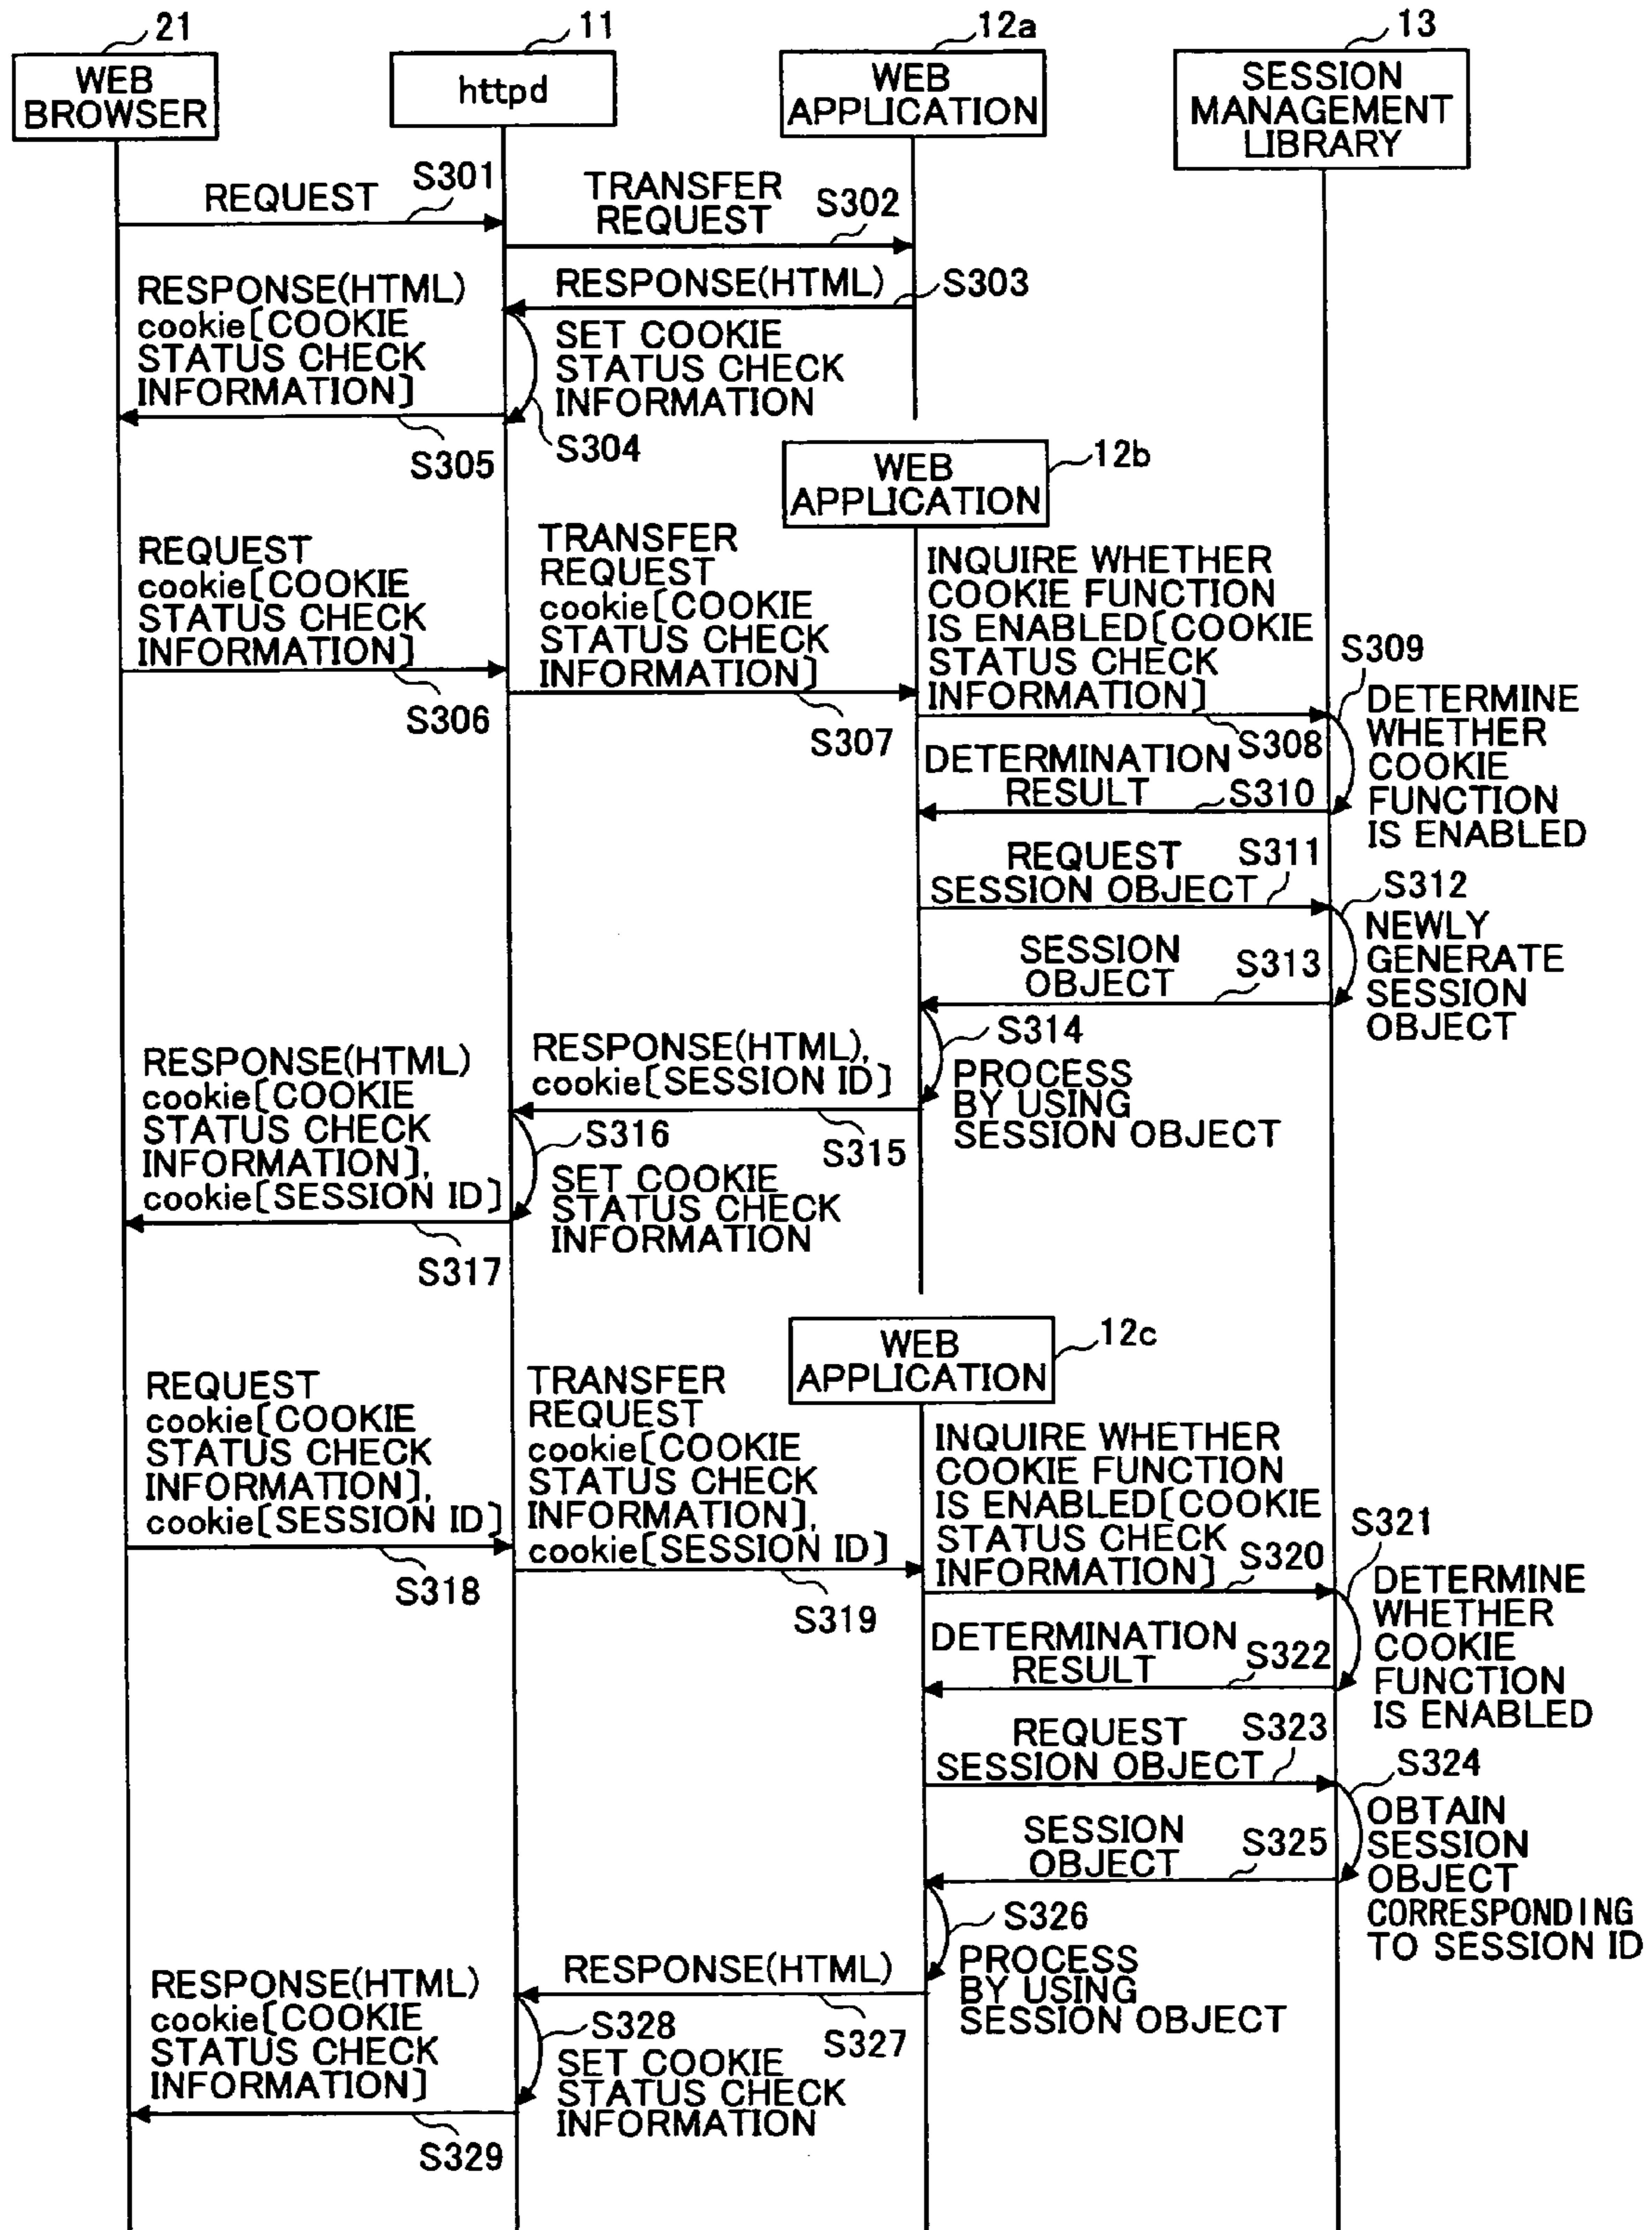 21
WEB
BROWSER
11
httpd
12a
WEB
APPLICATION
13
SESSION
MANAGEMENT
LIBRARY
REQUEST
S301
TRANSFER
REQUEST
S302
RESPONSE(HTML)
S303
RESPONSE(HTML)
cookie[COOKIE
STATUS CHECK
INFORMATION]
SET COOKIE
STATUS CHECK
INFORMATION
S304
S305
WEB
APPLICATION
12b
REQUEST
cookie[COOKIE
STATUS CHECK
INFORMATION]
S306
TRANSFER
REQUEST
cookie[COOKIE
STATUS CHECK
INFORMATION]
S307
INQUIRE WHETHER
COOKIE FUNCTION
IS ENABLED[COOKIE
STATUS CHECK
INFORMATION]
S308
S309
DETERMINE
WHETHER
COOKIE
FUNCTION
IS ENABLED
DETERMINATION
RESULT
S310
REQUEST
SESSION OBJECT
S311
S312
NEWLY
GENERATE
SESSION
OBJECT
SESSION
OBJECT
S313
S314
PROCESS
BY USING
SESSION OBJECT
RESPONSE(HTML),
cookie[SESSION ID]
S315
S316
SET COOKIE
STATUS CHECK
INFORMATION
RESPONSE(HTML)
cookie[COOKIE
STATUS CHECK
INFORMATION],
cookie[SESSION ID]
S317
WEB
APPLICATION
12c
REQUEST
cookie[COOKIE
STATUS CHECK
INFORMATION],
cookie[SESSION ID]
S318
TRANSFER
REQUEST
cookie[COOKIE
STATUS CHECK
INFORMATION],
cookie[SESSION ID]
S319
INQUIRE WHETHER
COOKIE FUNCTION
IS ENABLED[COOKIE
STATUS CHECK
INFORMATION]
S320
S321
DETERMINE
WHETHER
COOKIE
FUNCTION
IS ENABLED
DETERMINATION
RESULT
S322
REQUEST
SESSION OBJECT
S323
S324
OBTAIN
SESSION
OBJECT
CORRESPONDING
TO SESSION ID
SESSION
OBJECT
S325
S326
PROCESS
BY USING
SESSION OBJECT
RESPONSE(HTML)
S327
S328
SET COOKIE
STATUS CHECK
INFORMATION
RESPONSE(HTML)
cookie[COOKIE
STATUS CHECK
INFORMATION]
S329